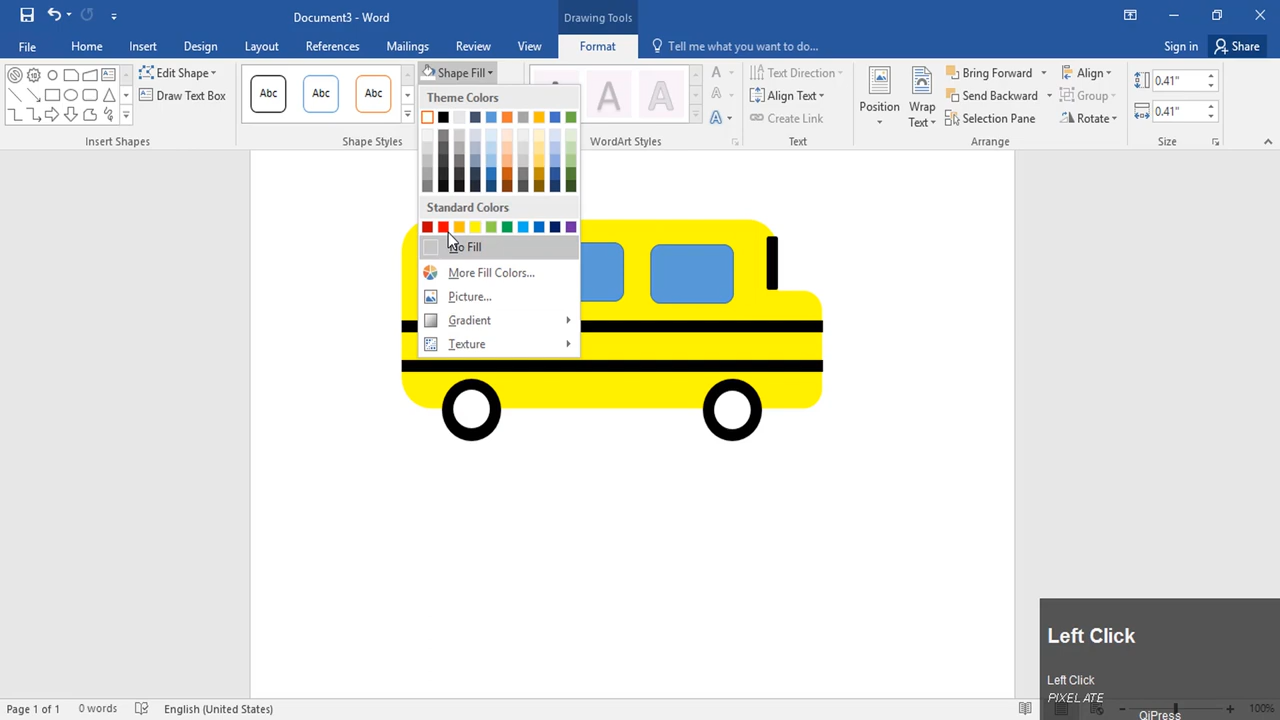 Document3 - Word
Drawing Tools
File
Home
Insert
Design
Layout
References
Mailings
Review
View
Format
Tell me what you want to do...
Sign in
Share
Edit Shape
Draw Text Box
Abc
Abc
Abc
Shape Fill
A
A
A
A
A
Text Direction
Align Text
Create Link
Position
Wrap
Text
Bring Forward
Send Backward
Selection Pane
Align
Group
Rotate
0.41"
0.41"
Insert Shapes
Shape Styles
WordArt Styles
Text
Arrange
Size
Theme Colors
Standard Colors
No Fill
More Fill Colors...
Picture...
Gradient
Texture
Left Click
Left Click
PIXELATE
QiPress
Page 1 of 1
0 words
English (United States)
100%